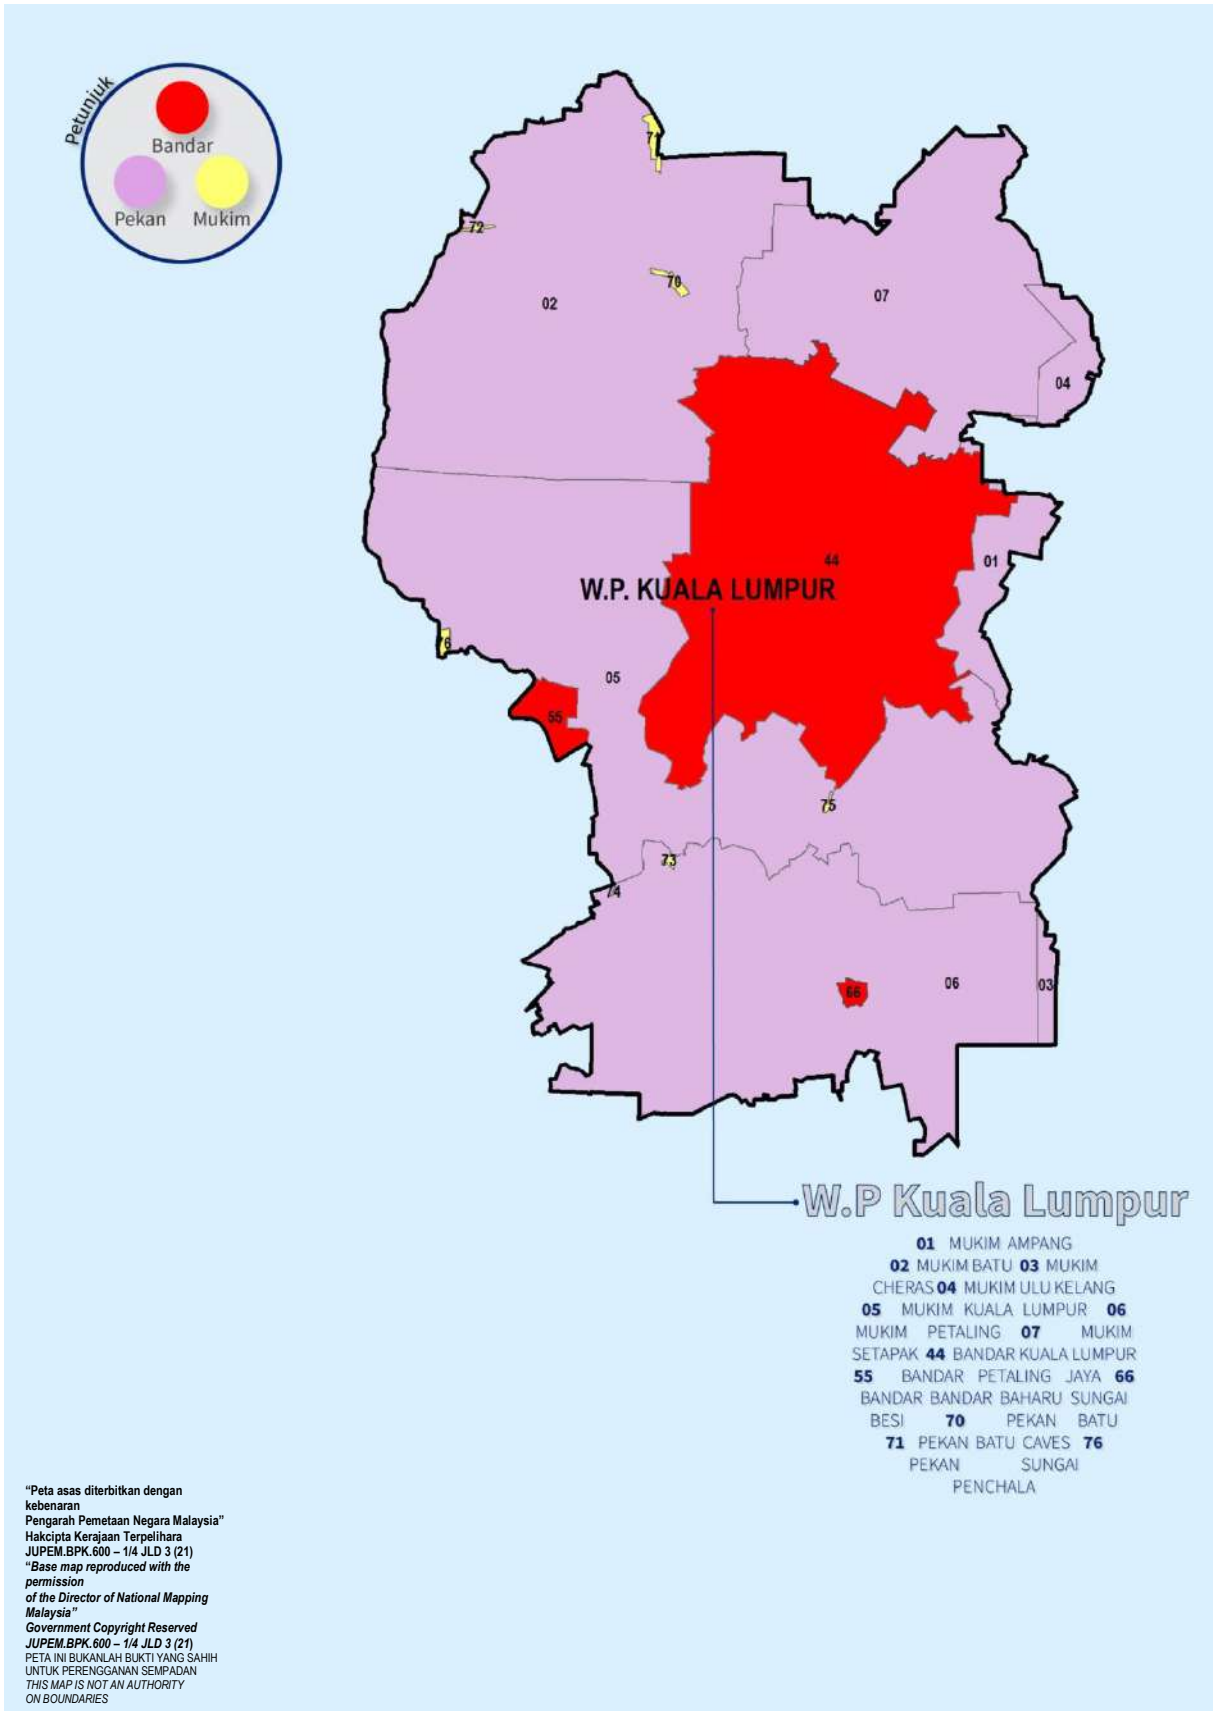 Petunjuk
Bandar
Pekan
Mukim
71
72
70
02
07
04
44
01
W.P. KUALA LUMPUR
76
05
55
75
73
74
66
06
03
W.P Kuala Lumpur
01 MUKIM AMPANG
02 MUKIM BATU 03 MUKIM
CHERAS 04 MUKIM ULU KELANG
05 MUKIM KUALA LUMPUR 06
MUKIM PETALING 07 MUKIM
SETAPAK 44 BANDAR KUALA LUMPUR
55 BANDAR PETALING JAYA 66
BANDAR BANDAR BAHARU SUNGAI
BESI 70 PEKAN BATU
71 PEKAN BATU CAVES 76
PEKAN SUNGAI
PENCHALA
“Peta asas diterbitkan dengan
kebenaran
Pengarah Pemetaan Negara Malaysia”
Hakcipta Kerajaan Terpelihara
JUPEM.BPK.600 – 1/4 JLD 3 (21)
“Base map reproduced with the
permission
of the Director of National Mapping
Malaysia”
Government Copyright Reserved
JUPEM.BPK.600 – 1/4 JLD 3 (21)
PETA INI BUKANLAH BUKTI YANG SAHIH
UNTUK PERENGGANAN SEMPADAN
THIS MAP IS NOT AN AUTHORITY
ON BOUNDARIES